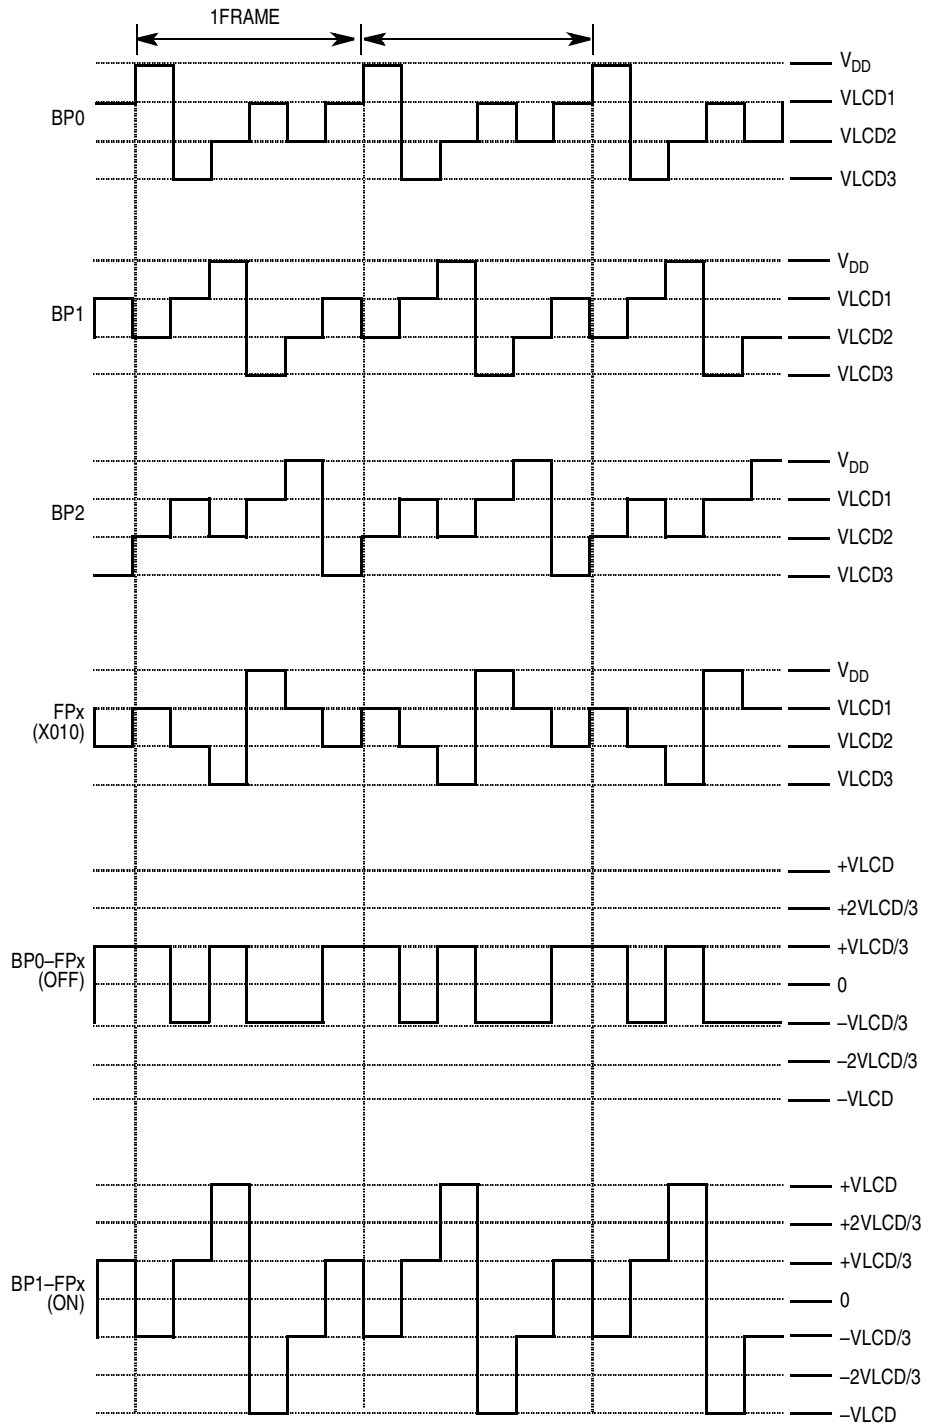 1FRAME
BP0
VDD
VLCD1
VLCD2
VLCD3
BP1
VDD
VLCD1
VLCD2
VLCD3
BP2
VDD
VLCD1
VLCD2
VLCD3
FPx
(X010)
VDD
VLCD1
VLCD2
VLCD3
BP0–FPx
(OFF)
+VLCD
+2VLCD/3
+VLCD/3
0
–VLCD/3
–2VLCD/3
–VLCD
BP1–FPx
(ON)
+VLCD
+2VLCD/3
+VLCD/3
0
–VLCD/3
–2VLCD/3
–VLCD